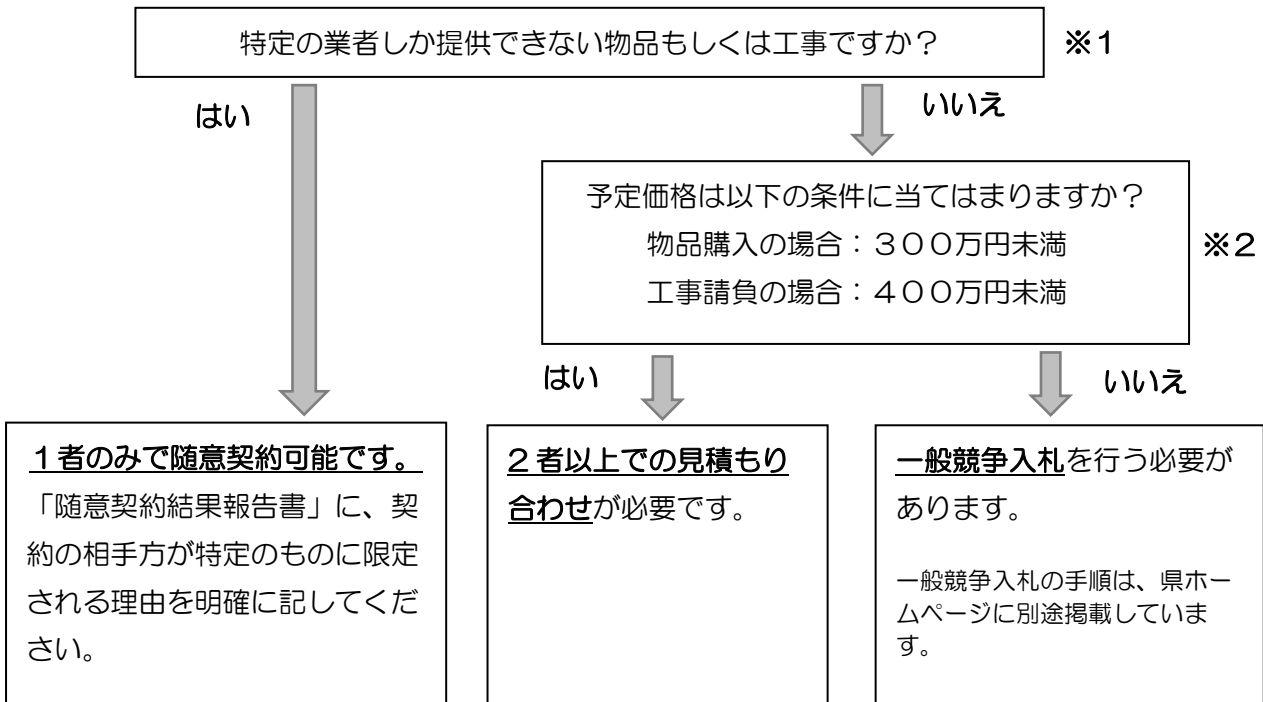 特定の業者しか提供できない物品もしくは工事ですか？
※１
はい
いいえ
予定価格は以下の条件に当てはまりますか？
物品購入の場合：３００万円未満
工事請負の場合：４００万円未満
※２
はい
いいえ
１者のみで随意契約可能です。
「随意契約結果報告書」に、契
約の相手方が特定のものに限定
される理由を明確に記してくだ
さい。
２者以上での見積もり
合わせが必要です。
一般競争入札を行う必要が
あります。
一般競争入札の手順は、県ホー
ムページに別途掲載していま
す。